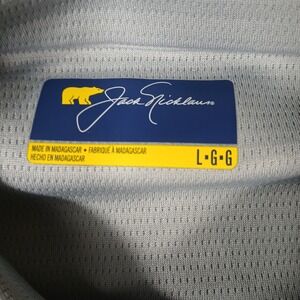 Jack Nicklaus
MADE IN MADAGASCAR • FABRIQUÉ À MADAGASCAR
HECHO EN MADAGASCAR
L•G•G